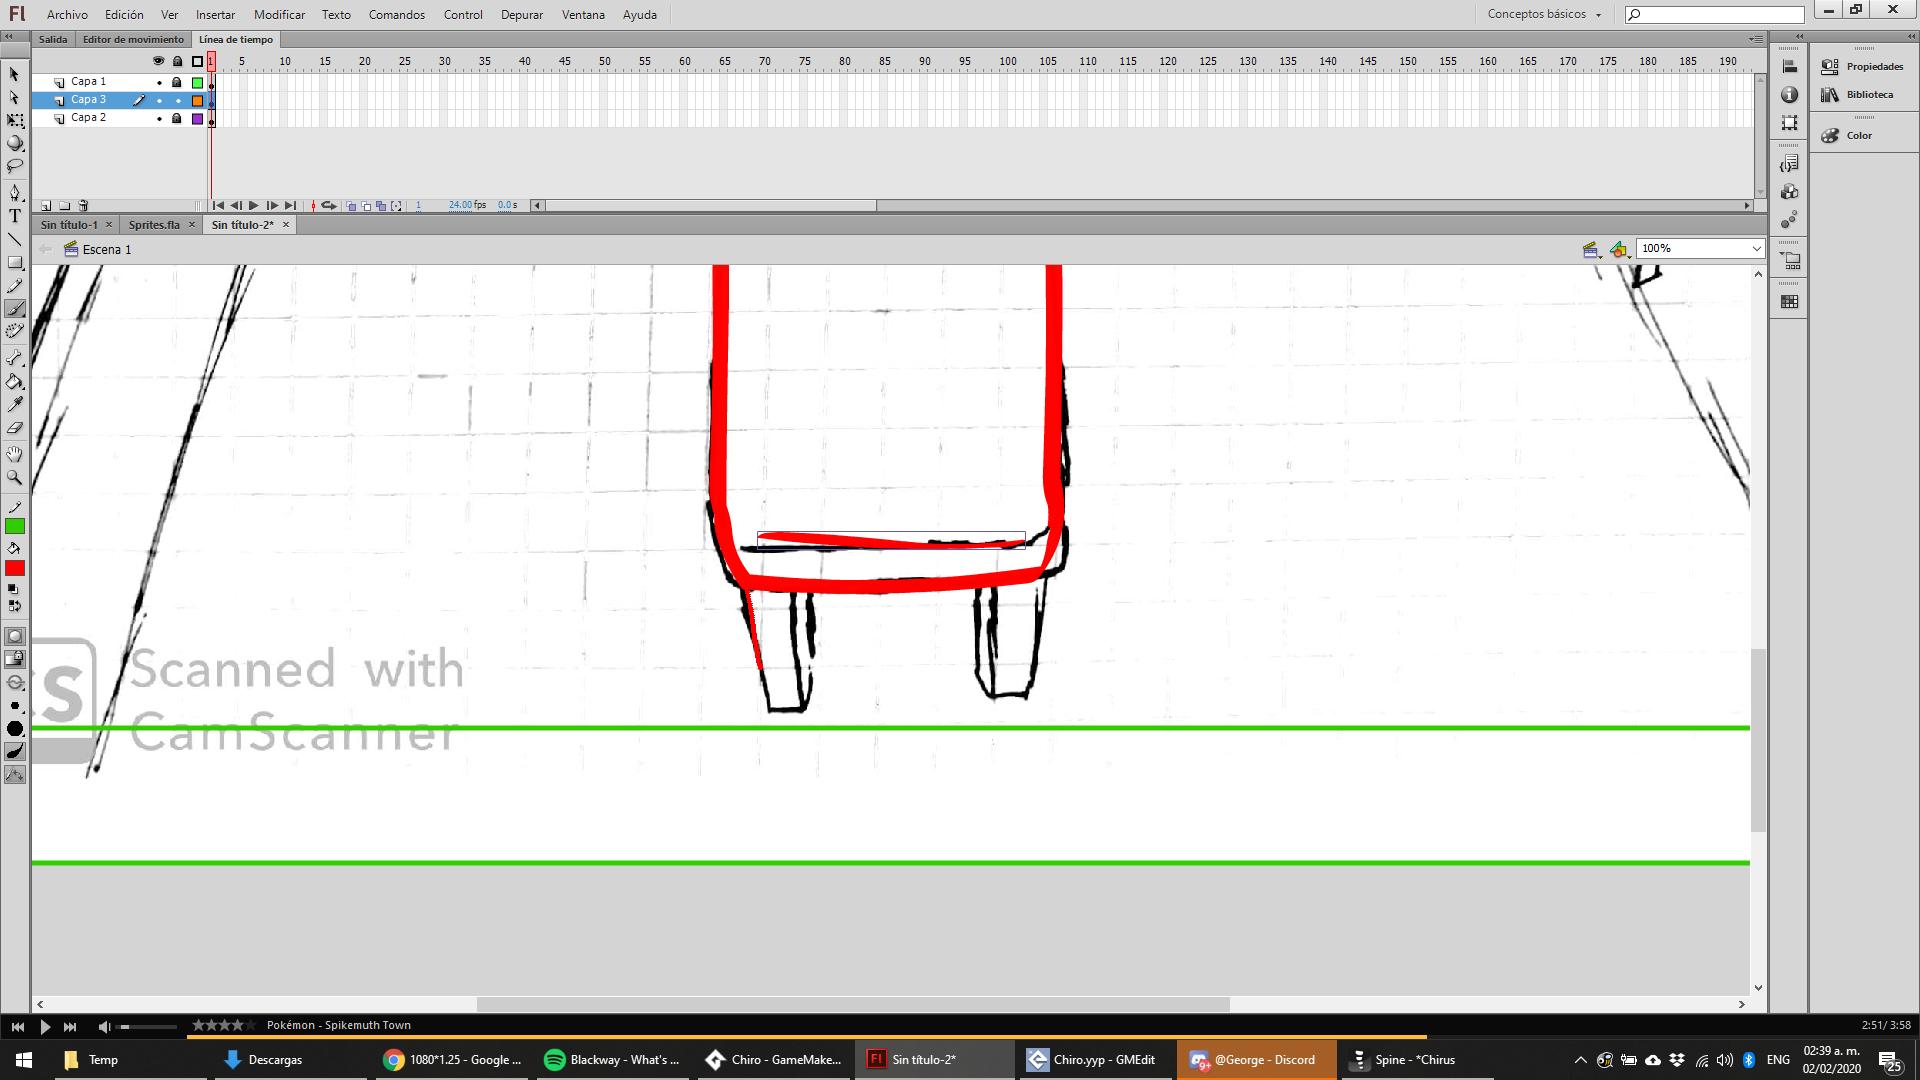 Fl Archivo Edición Ver Insertar Modificar Texto Comandos Control Depurar Ventana Ayuda Conceptos básicos
Salida Editor de movimiento Línea de tiempo
1 5 10 15 20 25 30 35 40 45 50 55 60 65 70 75 80 85 90 95 100 105 110 115 120 125 130 135 140 145 150 155 160 165 170 175 180 185 190
Capa 1
Capa 3
Capa 2
1 24.00 fps 0.0 s
Propiedades
Biblioteca
Color
Sin título-1 Sprites.fla Sin título-2*
Escena 1 100%
CS Scanned with
CamScanner
Pokémon - Spikemuth Town 2:51/ 3:58
Temp Descargas 1080*1.25 - Google ... Blackway - What's ... Chiro - GameMake... Fl Sin título-2* Chiro.yyp - GMEdit 9+ @George - Discord Spine - *Chirus ENG 02:39 a. m.
02/02/2020 25